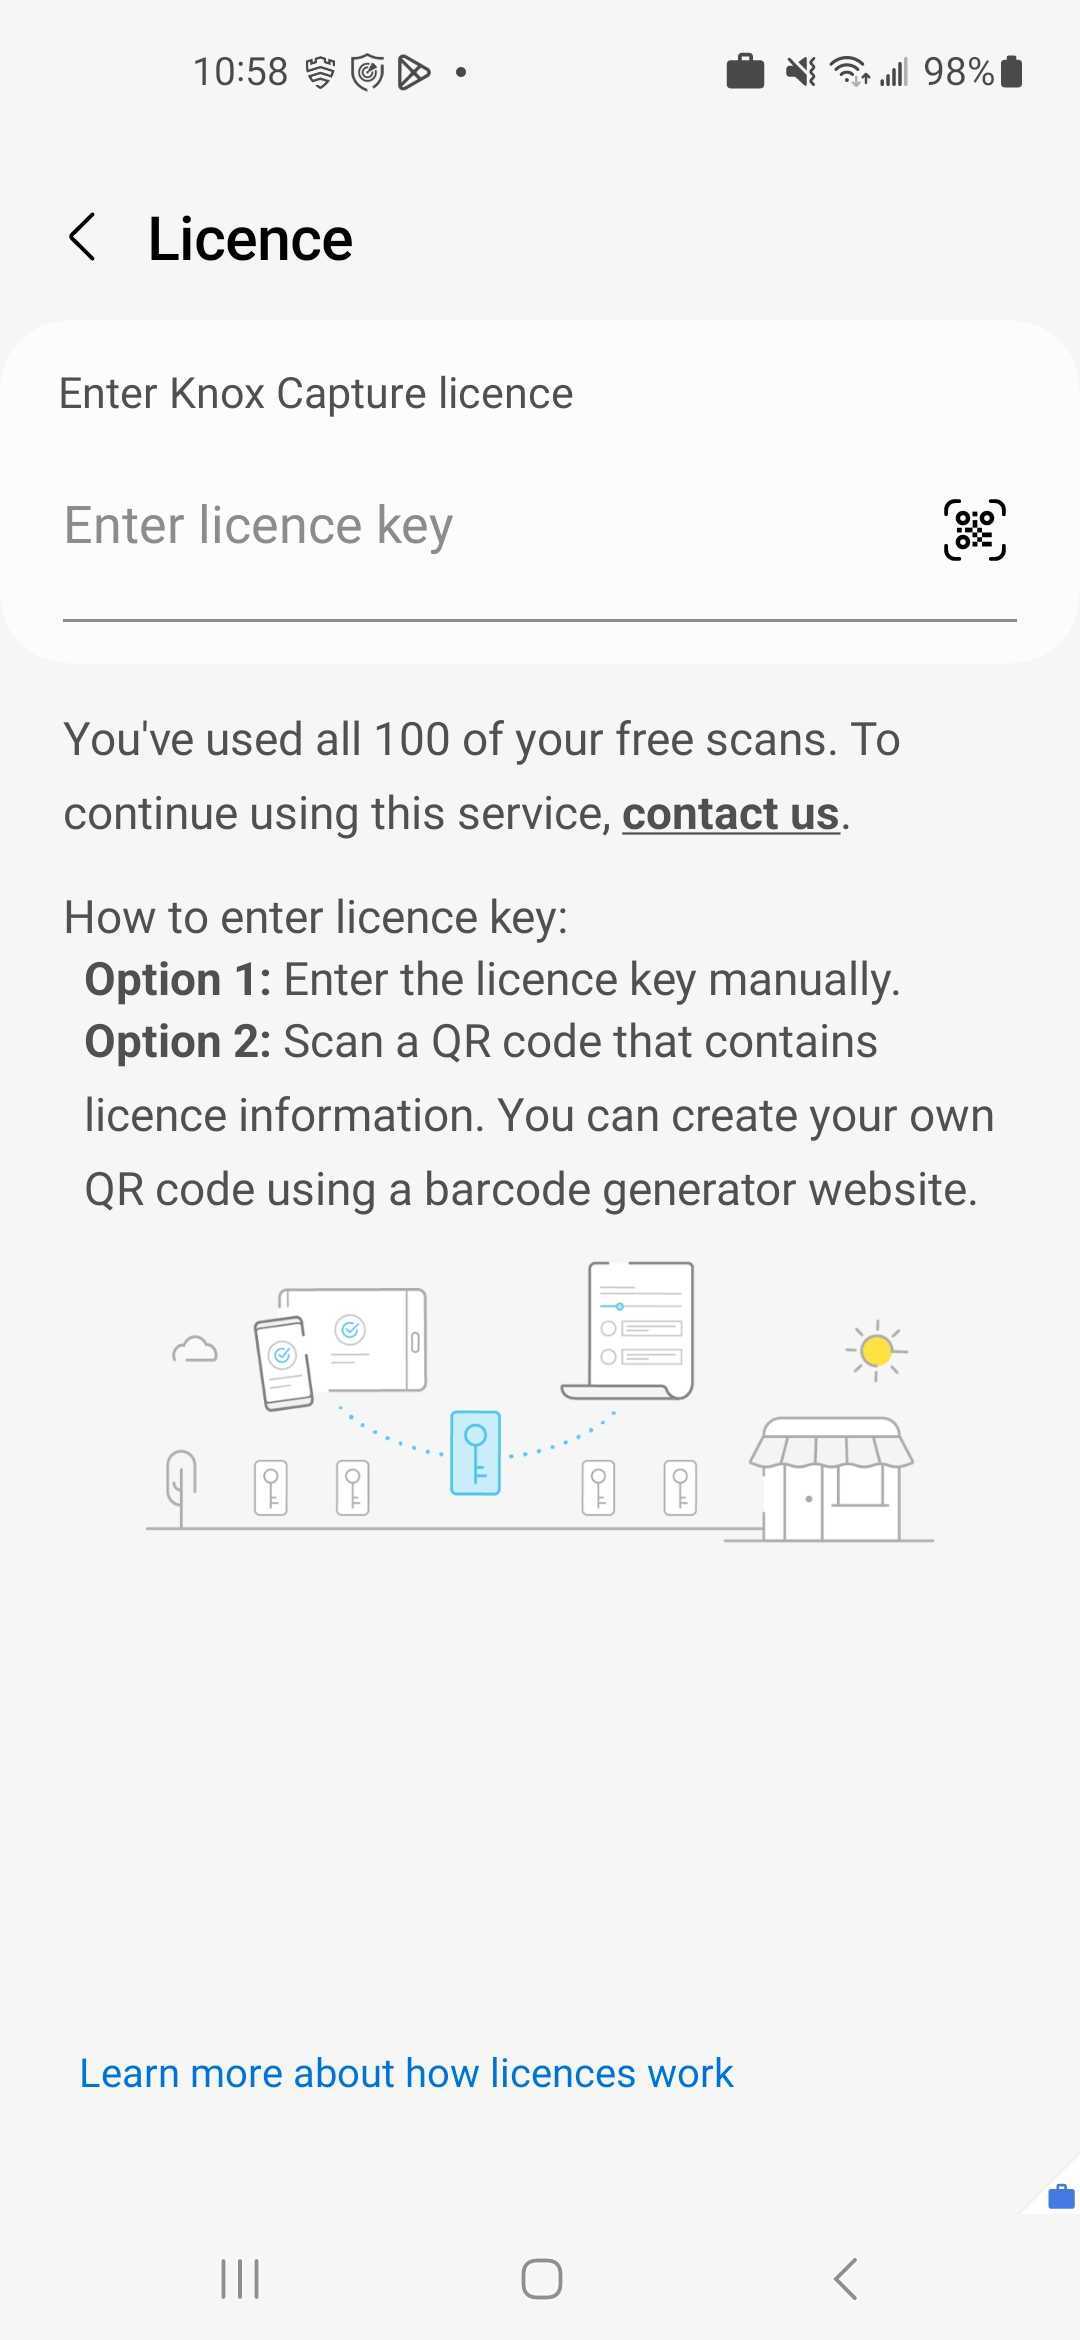 10:58
98%
Licence
Enter Knox Capture licence
Enter licence key
You've used all 100 of your free scans. To
continue using this service, contact us.
How to enter licence key:
Option 1: Enter the licence key manually.
Option 2: Scan a QR code that contains
licence information. You can create your own
QR code using a barcode generator website.
Learn more about how licences work